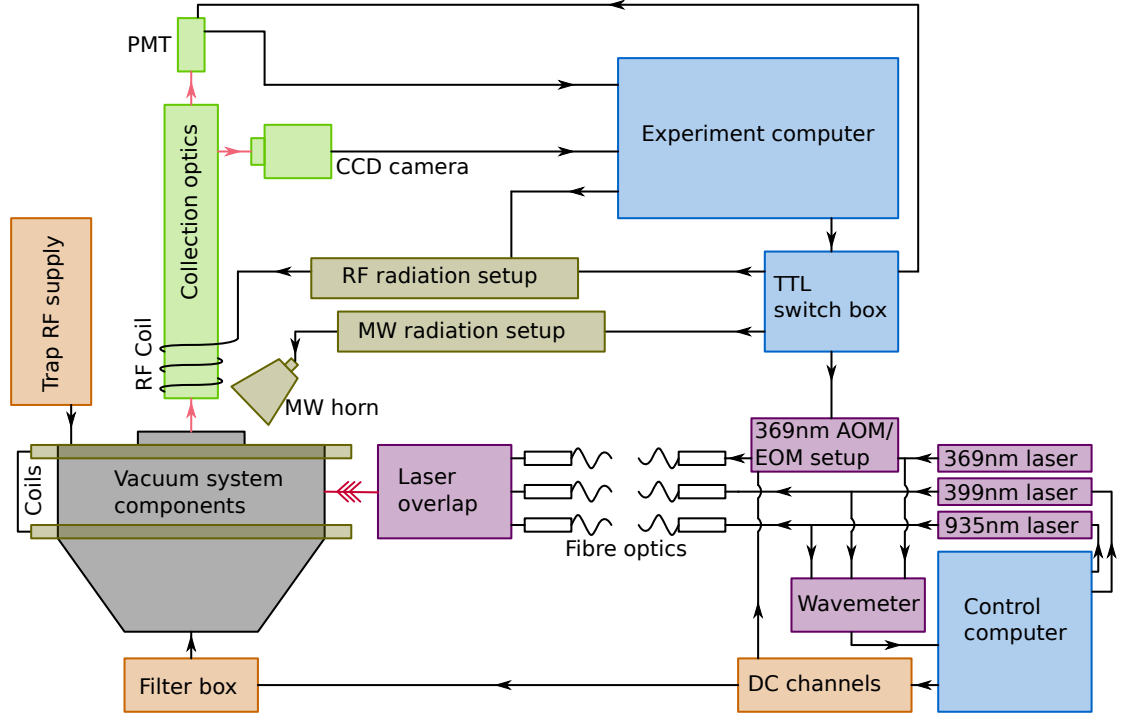 PMT
Experiment computer
Collection optics
CCD camera
Trap RF supply
RF radiation setup
TTL
switch box
MW radiation setup
RF Coil
MW horn
369nm AOM/
EOM setup
369nm laser
399nm laser
935nm laser
Coils
Vacuum system
components
Laser
overlap
Fibre optics
Wavemeter
Control
computer
Filter box
DC channels